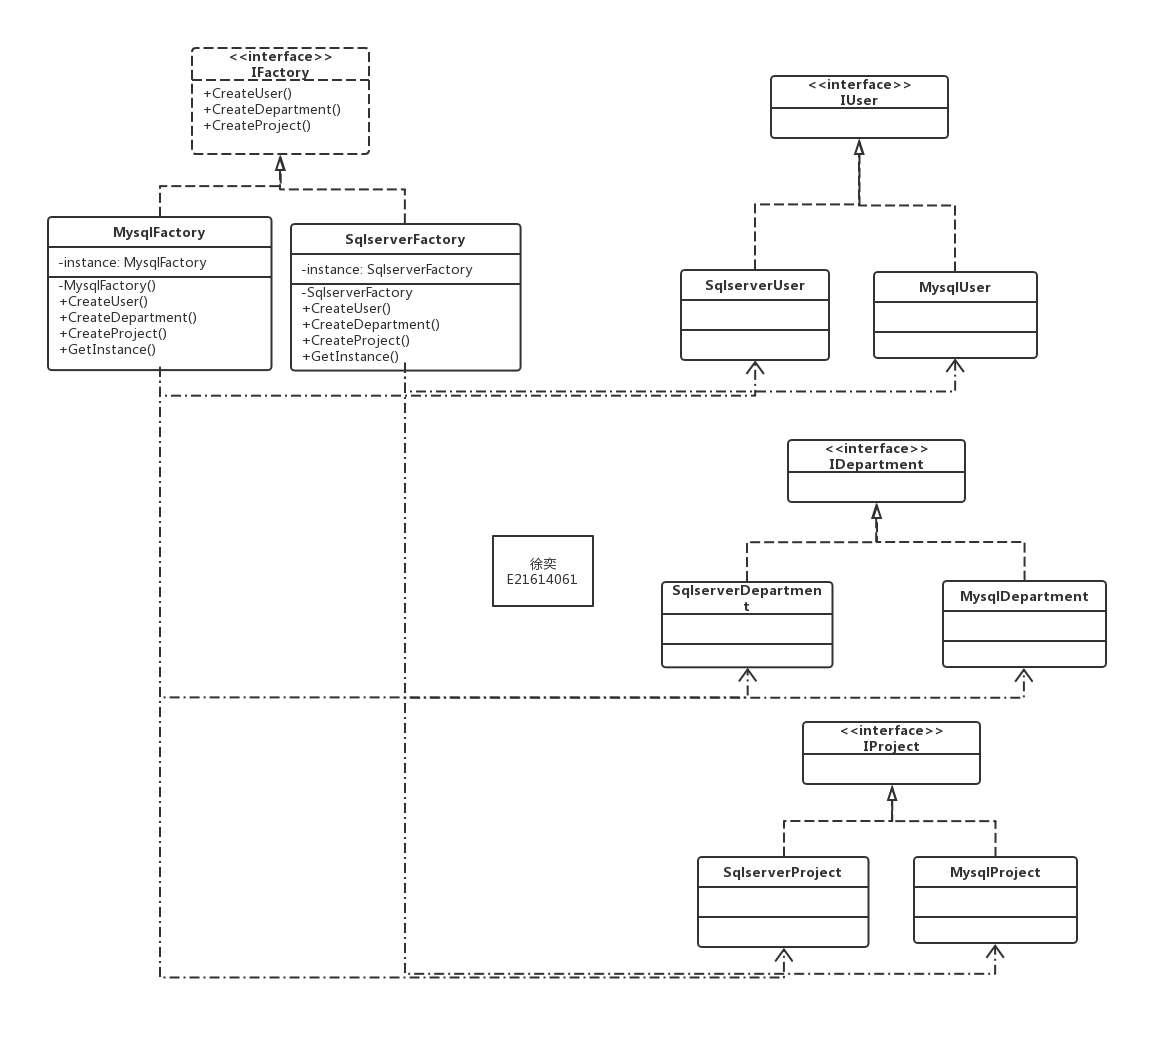 <<interface>>
IFactory
+CreateUser()
+CreateDepartment()
+CreateProject()
<<interface>>
IUser
MysqlFactory
-instance: MysqlFactory
-MysqlFactory()
+CreateUser()
+CreateDepartment()
+CreateProject()
+GetInstance()
SqlserverFactory
-instance: SqlserverFactory
-SqlserverFactory
+CreateUser()
+CreateDepartment()
+CreateProject()
+GetInstance()
SqlserverUser
MysqlUser
<<interface>>
IDepartment
徐奕
E21614061
SqlserverDepartmen
t
MysqlDepartment
<<interface>>
IProject
SqlserverProject
MysqlProject